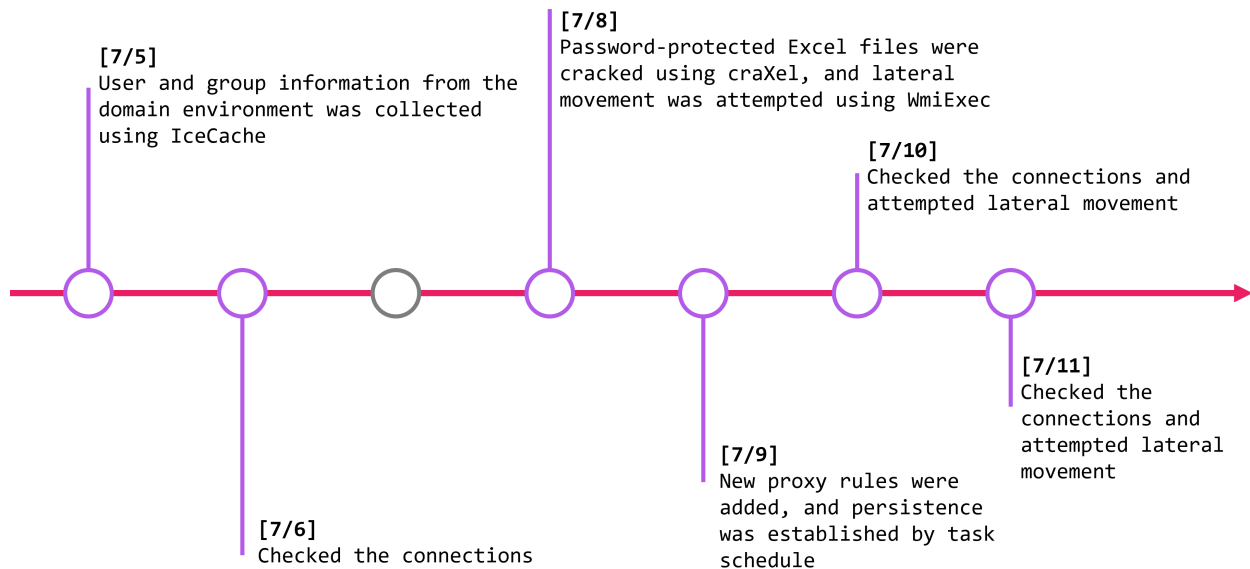 [7/5]
User and group information from the
domain environment was collected
using IceCache
[7/6]
Checked the connections
[7/8]
Password-protected Excel files were
cracked using craXel, and lateral
movement was attempted using WmiExec
[7/9]
New proxy rules were
added, and persistence
was established by task
schedule
[7/10]
Checked the connections and
attempted lateral movement
[7/11]
Checked the
connections and
attempted lateral
movement